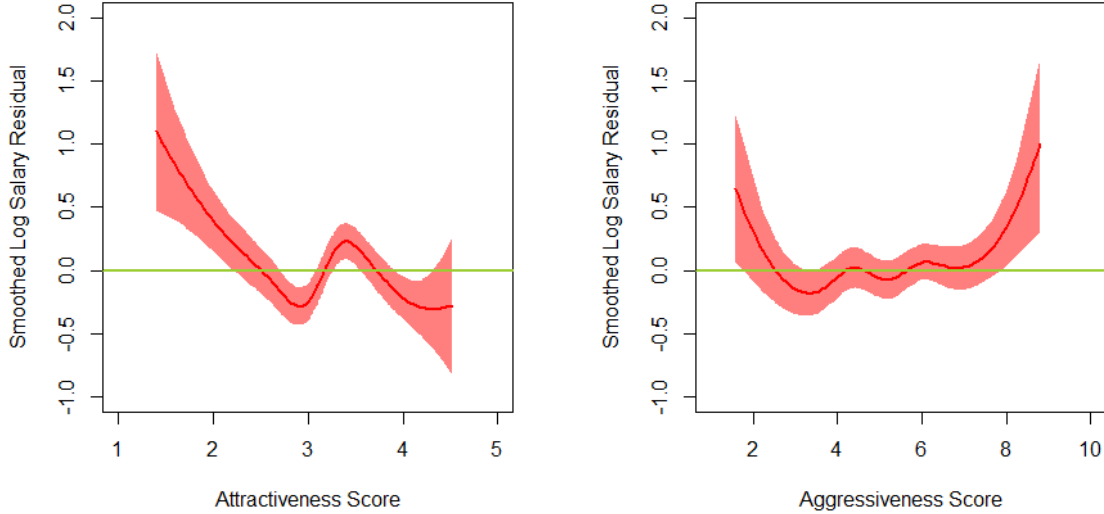 Smoothed Log Salary Residual
2.0
1.5
1.0
0.5
0.0
-0.5
-1.0
1 2 3 4 5
Attractiveness Score
Smoothed Log Salary Residual
2.0
1.5
1.0
0.5
0.0
-0.5
-1.0
2 4 6 8 10
Aggressiveness Score